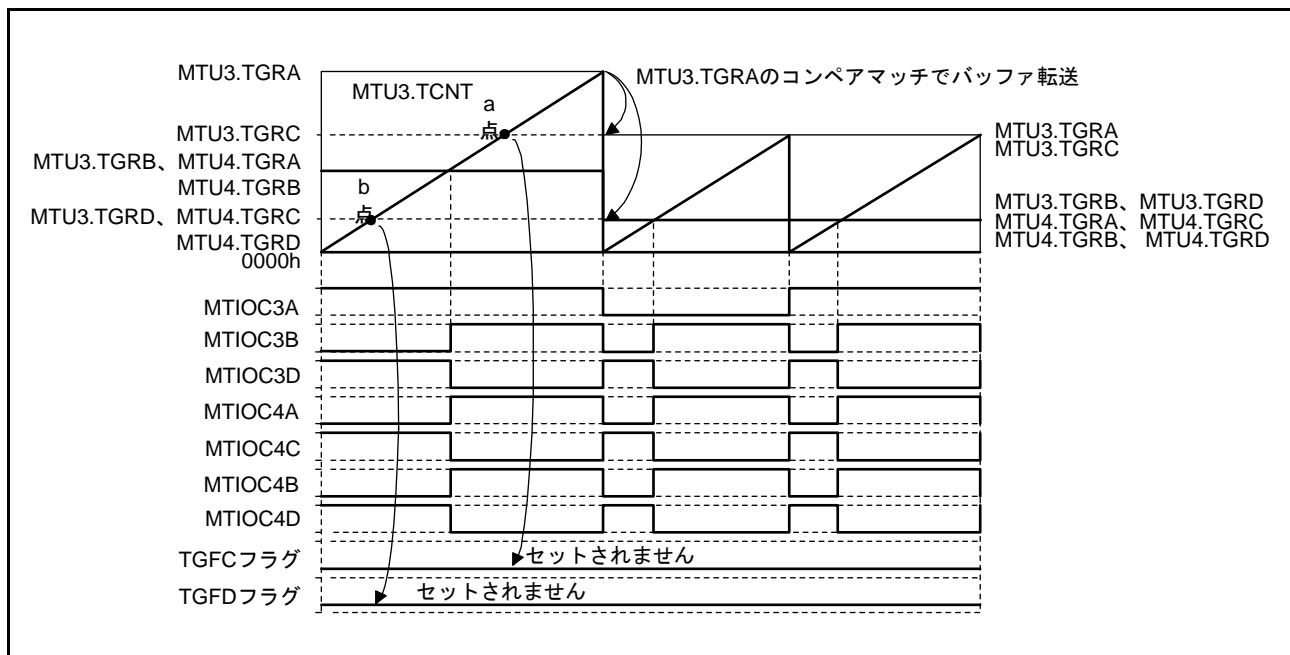 MTU3.TGRA
MTU3.TCNT
MTU3.TGRAのコンペアマッチでバッファ転送
a
点
MTU3.TGRC
MTU3.TGRB、MTU4.TGRA
MTU4.TGRB
b
点
MTU3.TGRD、MTU4.TGRC
MTU4.TGRD
0000h
MTU3.TGRA
MTU3.TGRC
MTU3.TGRB、MTU3.TGRD
MTU4.TGRA、MTU4.TGRC
MTU4.TGRB、 MTU4.TGRD
MTIOC3A
MTIOC3B
MTIOC3D
MTIOC4A
MTIOC4C
MTIOC4B
MTIOC4D
TGFCフラグ
セットされません
TGFDフラグ
セットされません